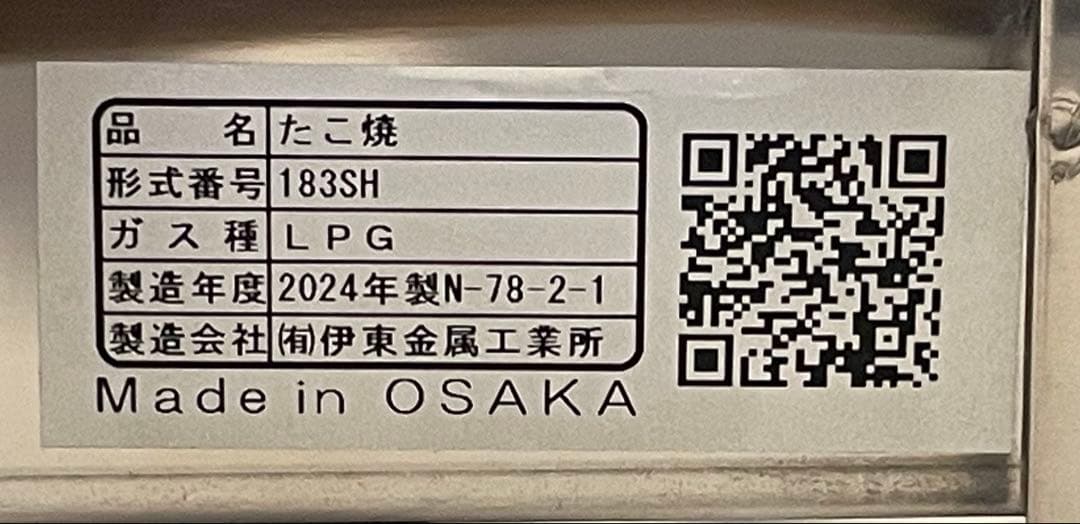 品名 たこ焼
形式番号 183SH
ガス種 LPG
製造年度 2024年製N-78-2-1
製造会社 (有)伊東金属工業所
Made in OSAKA